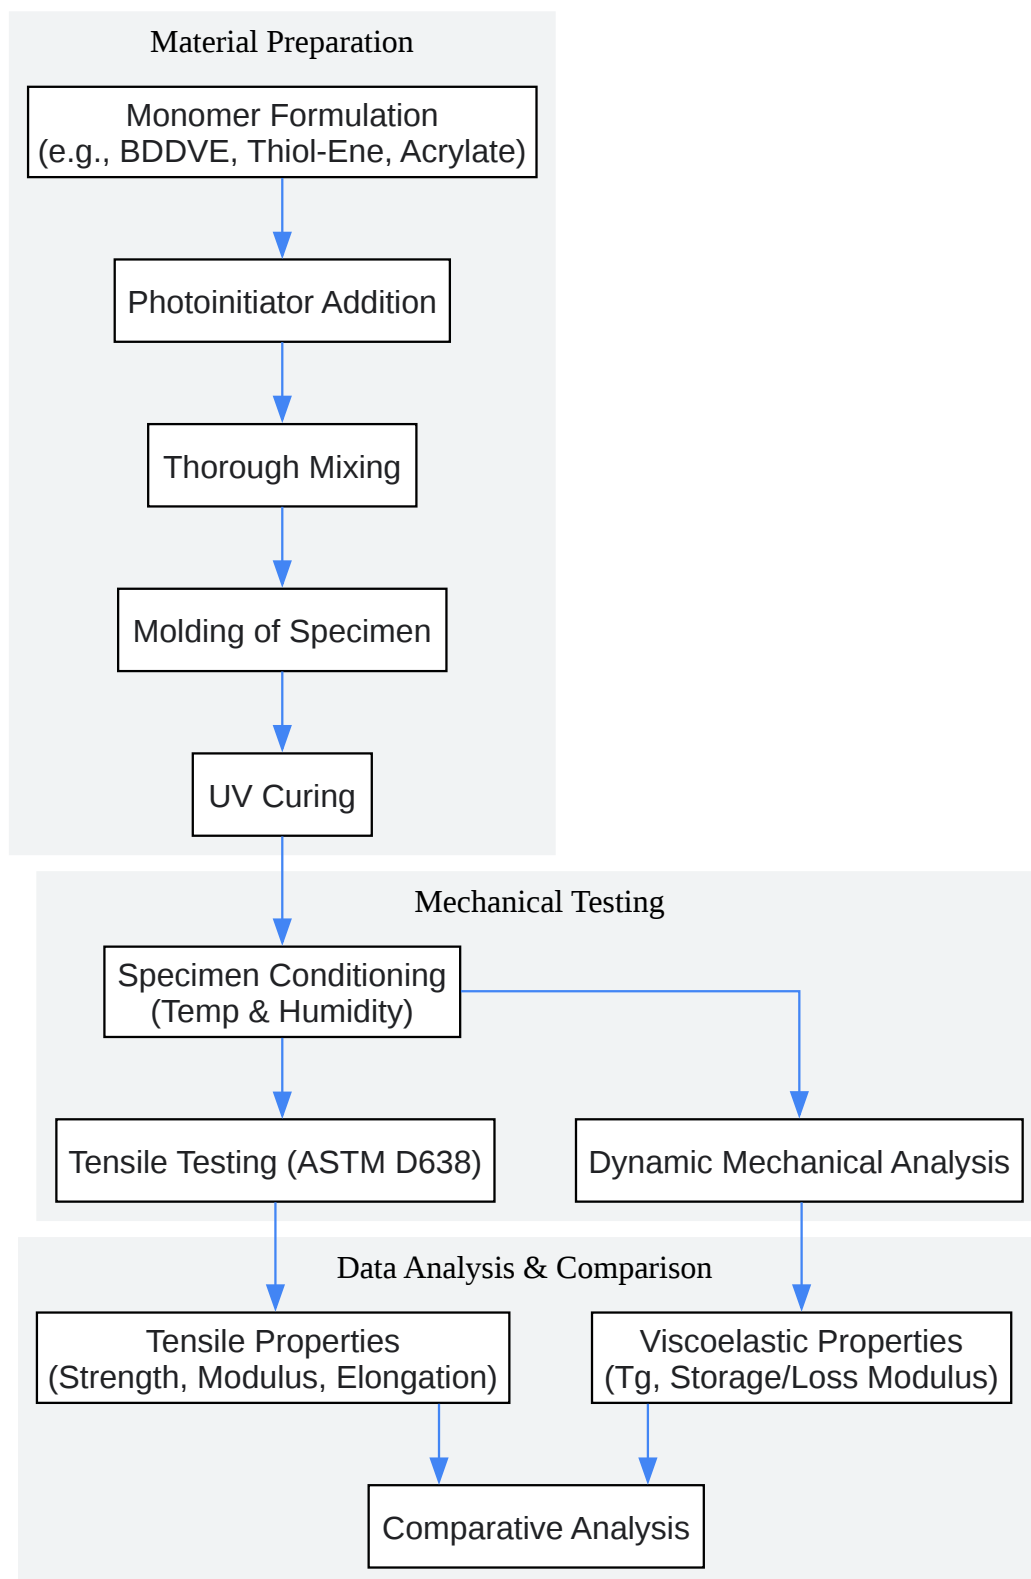 Material Preparation
Monomer Formulation
(e.g., BDDVE, Thiol-Ene, Acrylate)
Photoinitiator Addition
Thorough Mixing
Molding of Specimen
UV Curing
Mechanical Testing
Specimen Conditioning
(Temp & Humidity)
Tensile Testing (ASTM D638)
Dynamic Mechanical Analysis
Data Analysis & Comparison
Tensile Properties
(Strength, Modulus, Elongation)
Viscoelastic Properties
(Tg, Storage/Loss Modulus)
Comparative Analysis